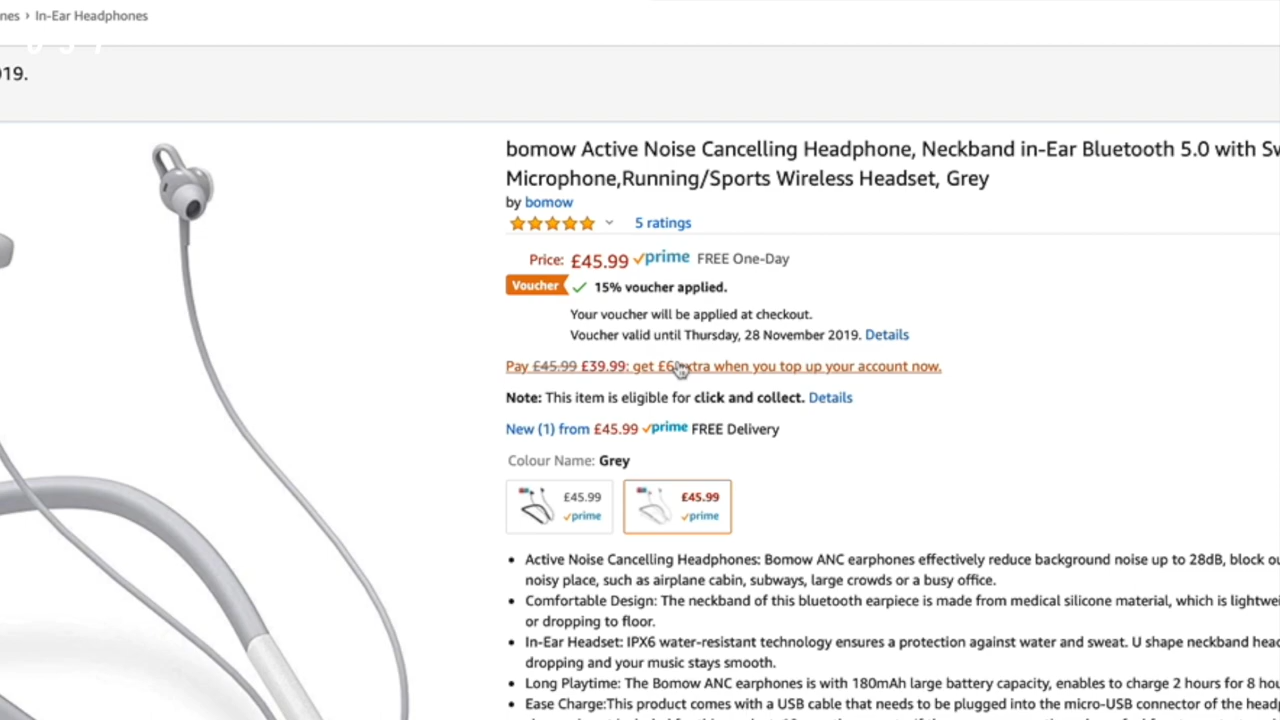 nes › In-Ear Headphones
019.
bomow Active Noise Cancelling Headphone, Neckband in-Ear Bluetooth 5.0 with Sw
Microphone,Running/Sports Wireless Headset, Grey
by bomow
5 ratings
Price: £45.99 prime FREE One-Day
Voucher 15% voucher applied.
Your voucher will be applied at checkout.
Voucher valid until Thursday, 28 November 2019. Details
Pay £45.99 £39.99: get £6 extra when you top up your account now.
Note: This item is eligible for click and collect. Details
New (1) from £45.99 prime FREE Delivery
Colour Name: Grey
£45.99 £45.99
prime prime
• Active Noise Cancelling Headphones: Bomow ANC earphones effectively reduce background noise up to 28dB, block ou
noisy place, such as airplane cabin, subways, large crowds or a busy office.
• Comfortable Design: The neckband of this bluetooth earpiece is made from medical silicone material, which is lightwei
or dropping to floor.
• In-Ear Headset: IPX6 water-resistant technology ensures a protection against water and sweat. U shape neckband head
dropping and your music stays smooth.
• Long Playtime: The Bomow ANC earphones is with 180mAh large battery capacity, enables to charge 2 hours for 8 hou
• Ease Charge:This product comes with a USB cable that needs to be plugged into the micro-USB connector of the head